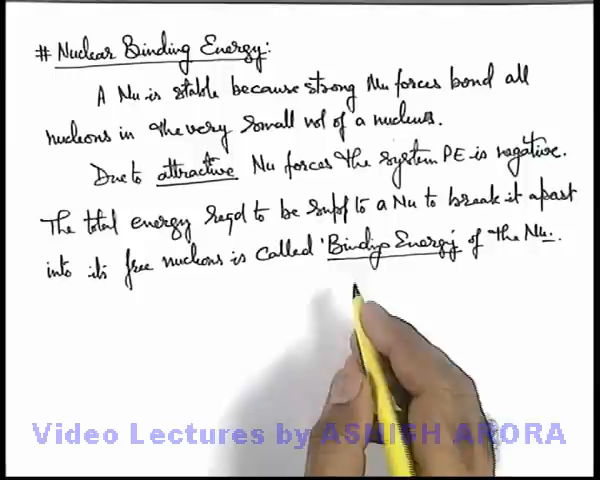 # Nuclear Binding Energy:
A Nu is stable because strong Nu forces bond all
nucleons in the very small vol of a nucleus.
Due to attractive Nu forces the system PE is negative.
The total energy reqd to be supl to a Nu to break it apart
into its free nucleons is called 'Binding Energy' of the Nu.
Video Lectures by ASHISH ARORA